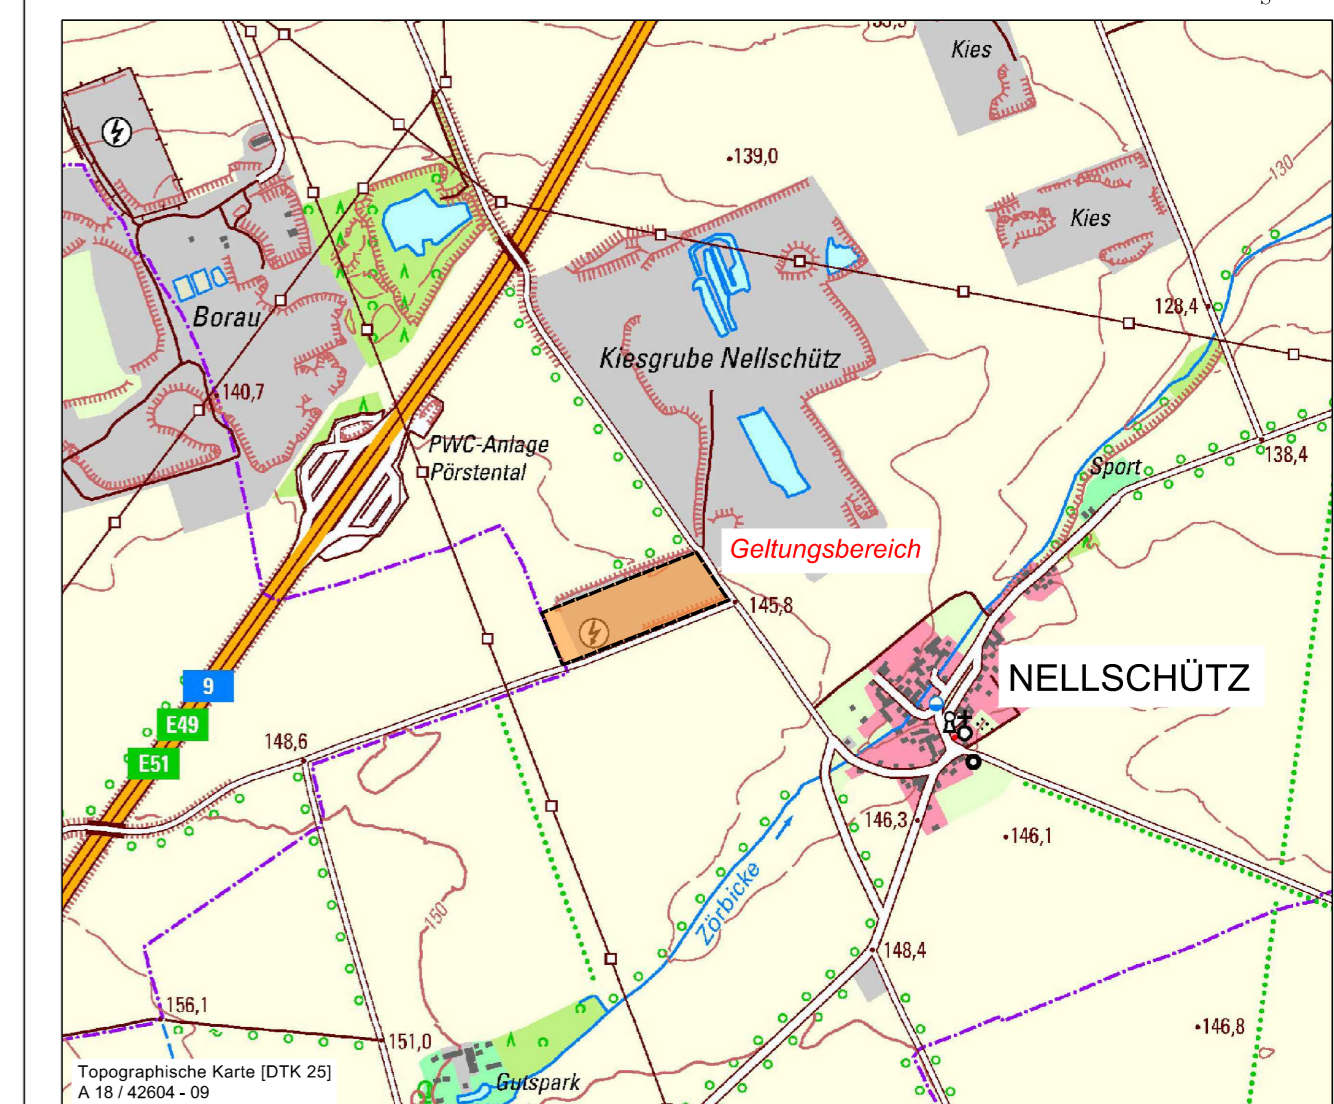 Kies
139,0
130
Kies
Borau
128,4
Kiesgrube Nellschütz
140,7
PWC-Anlage
Pörstental
138,4
Sport
Geltungsbereich
145,8
9
NELLSCHÜTZ
E49
148,6
E51
146,3
146,1
Zörbicke
150
148,4
156,1
146,8
151,0
Topographische Karte [DTK 25]
A 18 / 42604 - 09
Gutspark